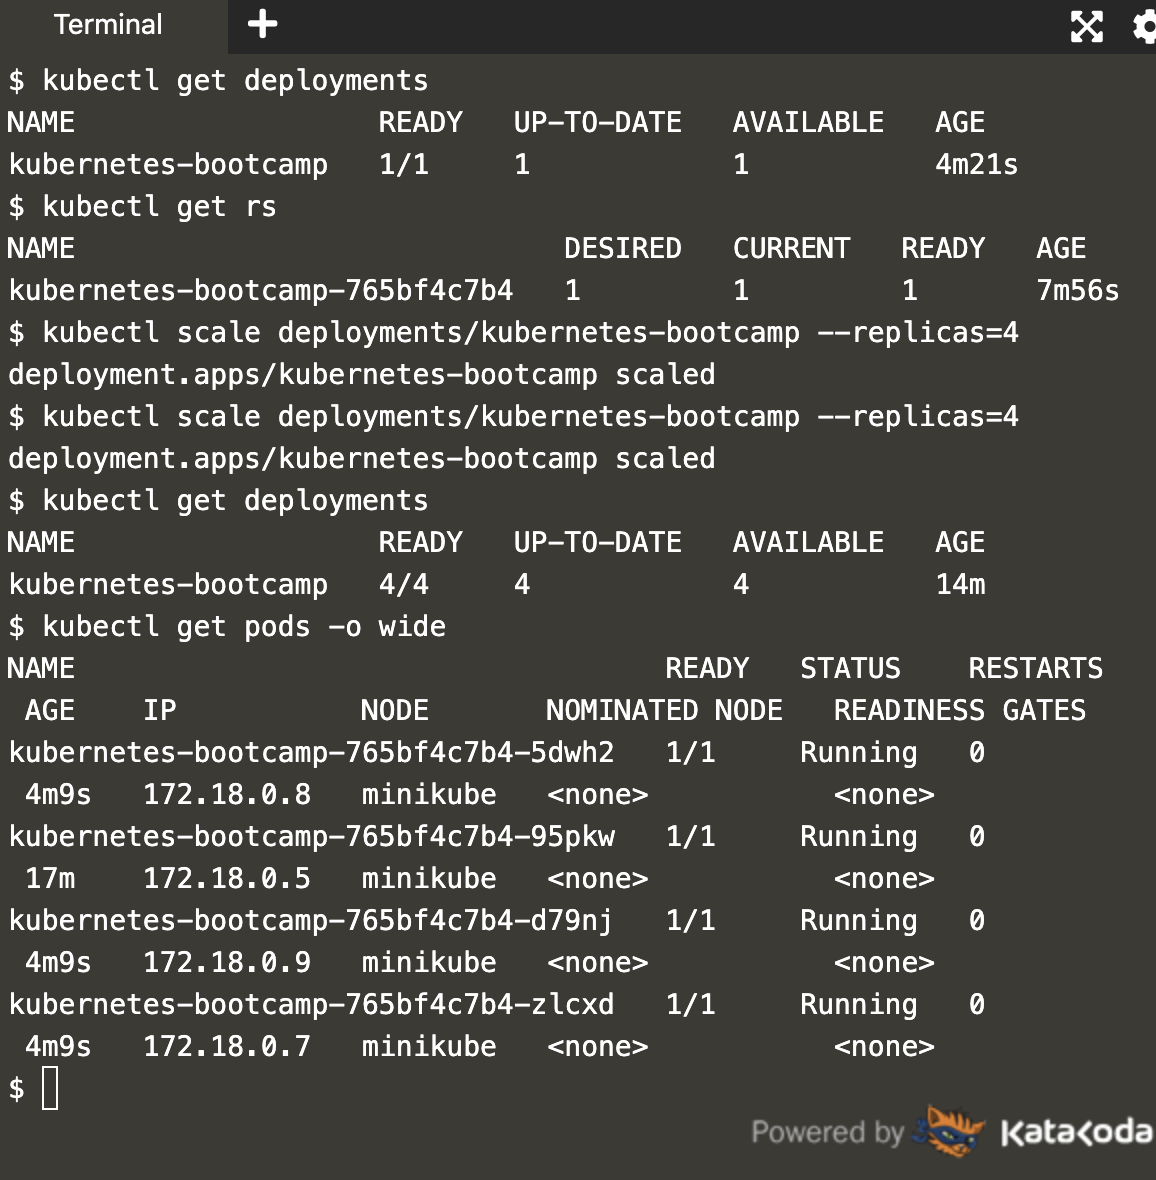 Terminal
$ kubectl get deployments
NAME                  READY   UP-TO-DATE   AVAILABLE   AGE
kubernetes-bootcamp   1/1     1            1           4m21s
$ kubectl get rs
NAME                             DESIRED   CURRENT   READY   AGE
kubernetes-bootcamp-765bf4c7b4   1         1         1       7m56s
$ kubectl scale deployments/kubernetes-bootcamp --replicas=4
deployment.apps/kubernetes-bootcamp scaled
$ kubectl scale deployments/kubernetes-bootcamp --replicas=4
deployment.apps/kubernetes-bootcamp scaled
$ kubectl get deployments
NAME                  READY   UP-TO-DATE   AVAILABLE   AGE
kubernetes-bootcamp   4/4     4            4           14m
$ kubectl get pods -o wide
NAME                                   READY   STATUS    RESTARTS
 AGE    IP           NODE       NOMINATED NODE   READINESS GATES
kubernetes-bootcamp-765bf4c7b4-5dwh2   1/1     Running   0
 4m9s   172.18.0.8   minikube   <none>           <none>
kubernetes-bootcamp-765bf4c7b4-95pkw   1/1     Running   0
 17m    172.18.0.5   minikube   <none>           <none>
kubernetes-bootcamp-765bf4c7b4-d79nj   1/1     Running   0
 4m9s   172.18.0.9   minikube   <none>           <none>
kubernetes-bootcamp-765bf4c7b4-zlcxd   1/1     Running   0
 4m9s   172.18.0.7   minikube   <none>           <none>
$
Powered by Katacoda